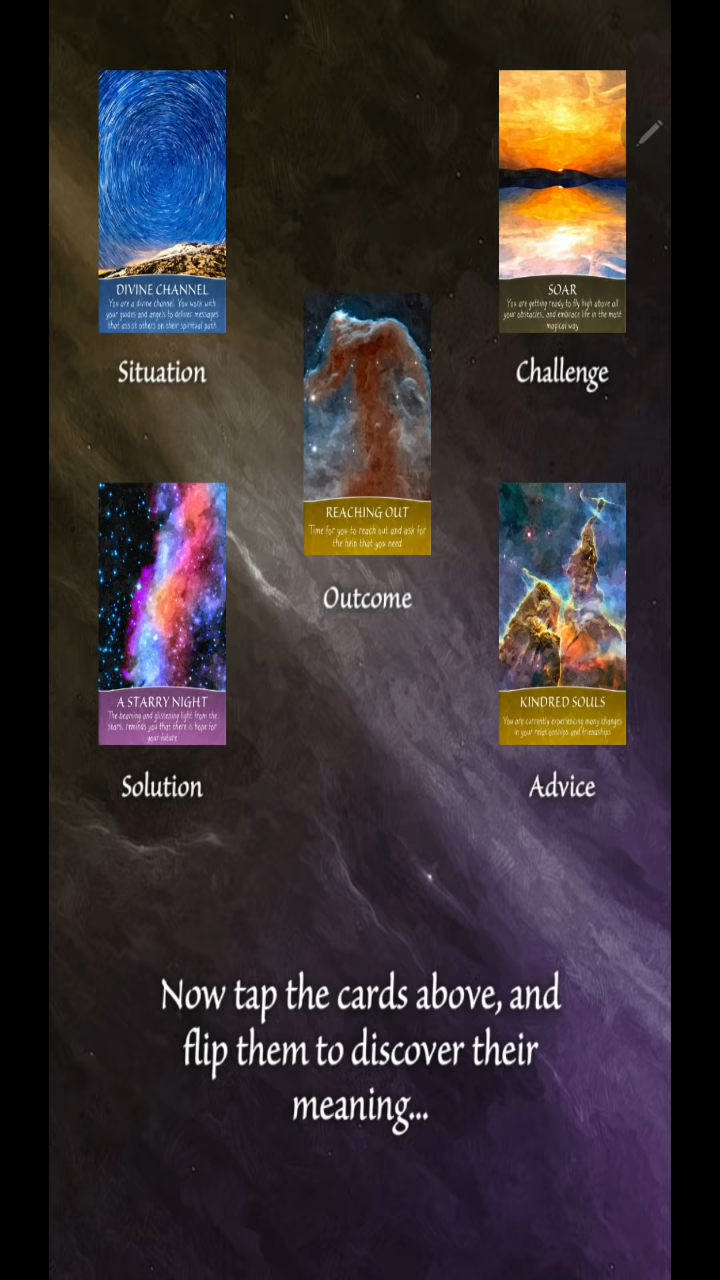 DIVINE CHANNEL
You are a divine channel. You work with
your guides and angels to deliver messages
that assist others on their spiritual path
Situation
SOAR
You are getting ready to fly high above all
your obstacles, and embrace life in the most
magical way
Challenge
REACHING OUT
Time for you to reach out and ask for
the help that you need
Outcome
A STARRY NIGHT
The beaming and glistening light from the
stars, reminds you that there is hope for
your future
Solution
KINDRED SOULS
You are currently experiencing many changes
in your relationships and friendships
Advice
Now tap the cards above, and
flip them to discover their
meaning...